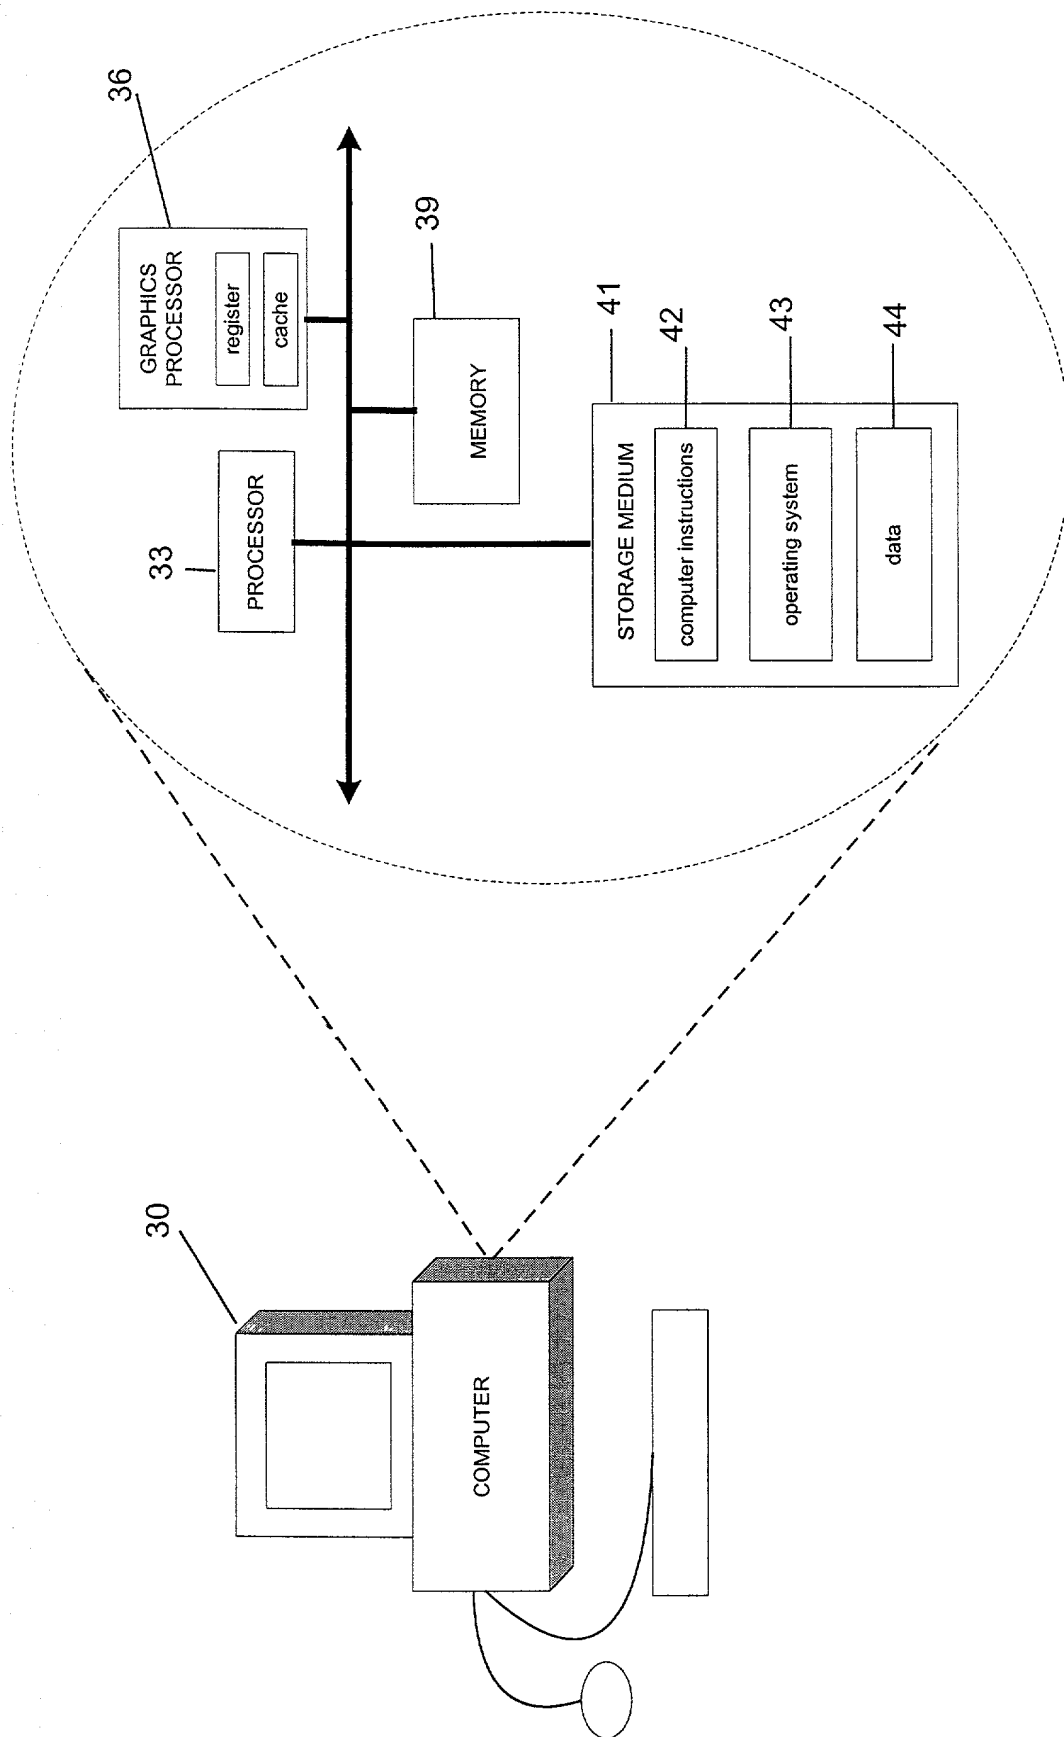 30
COMPUTER
33
PROCESSOR
36
GRAPHICS
PROCESSOR
register
cache
39
MEMORY
41
STORAGE MEDIUM
42
computer instructions
43
operating system
44
data